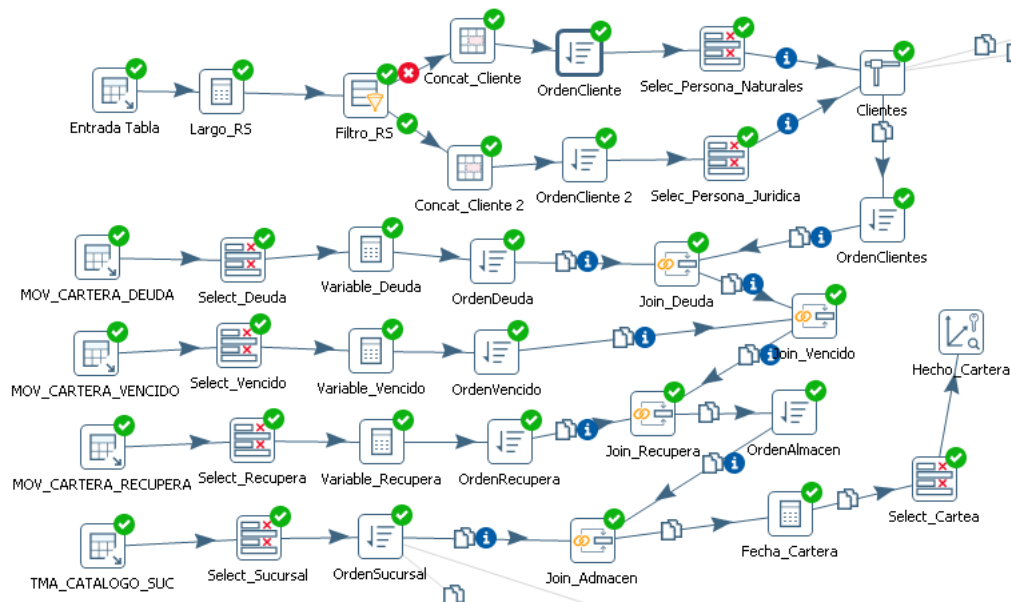 Concat_Cliente
OrdenCliente
Selec_Persona_Naturales
Clientes
Entrada Tabla
Largo_RS
Filtro_RS
Concat_Cliente 2
OrdenCliente 2
Selec_Persona_Juridica
OrdenClientes
MOV_CARTERA_DEUDA
Select_Deuda
Variable_Deuda
OrdenDeuda
Join_Deuda
Join_Vencido
Hecho_Cartera
MOV_CARTERA_VENCIDO
Select_Vencido
Variable_Vencido
OrdenVencido
MOV_CARTERA_RECUPERA
Select_Recupera
Variable_Recupera
OrdenRecupera
Join_Recupera
OrdenAlmacen
Select_Cartea
TMA_CATALOGO_SUC
Select_Sucursal
OrdenSucursal
Join_Admacen
Fecha_Cartera